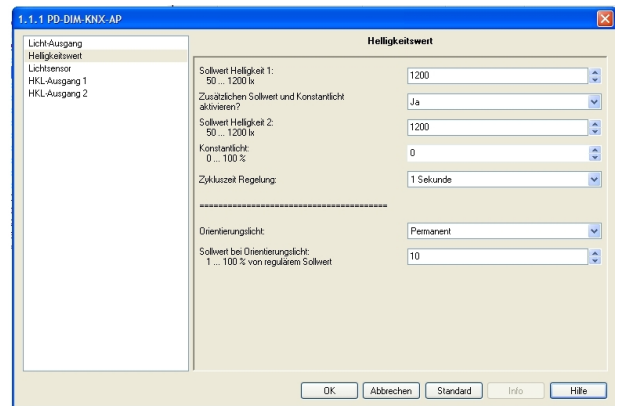 1.1.1 PD-DIM-KNX-AP
Licht-Ausgang
Helligkeitswert
Lichtsensor
HKL-Ausgang 1
HKL-Ausgang 2
Helligkeitswert
Sollwert Helligkeit 1:
50 ... 1200 lx
1200
Zusätzlichen Sollwert und Konstantlicht
aktivieren?
Ja
Sollwert Helligkeit 2:
50 ... 1200 lx
1200
Konstantlicht:
0 ... 100 %
0
Zykluszeit Regelung:
1 Sekunde
========================================
Orientierungslicht:
Permanent
Sollwert bei Orientierungslicht:
1 ... 100 % von regulärem Sollwert
10
OK
Abbrechen
Standard
Info
Hilfe